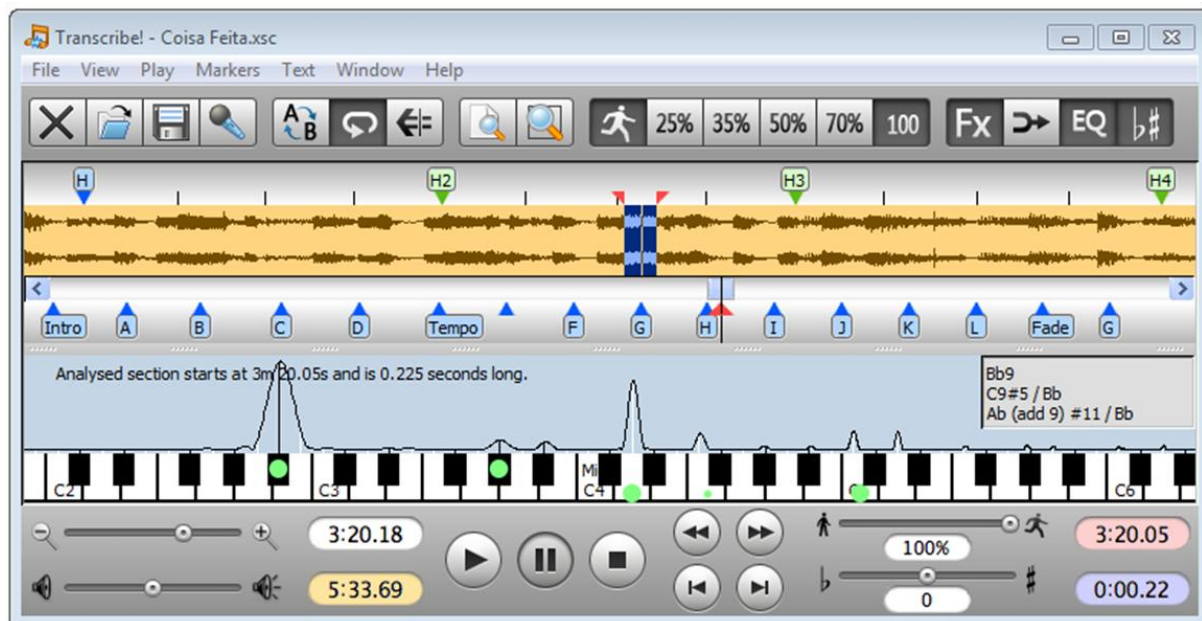 Transcribe! - Coisa Feita.xsc
File View Play Markers Text Window Help
A B 25% 35% 50% 70% 100 Fx EQ ♭♯
H H2 H3 H4
Intro A B C D Tempo F G H I J K L Fade G
Analysed section starts at 3m 20.05s and is 0.225 seconds long.
Bb9
C9#5 / Bb
Ab (add 9) #11 / Bb
Mi
C2 C3 C4 C6
3:20.18 100% 3:20.05
5:33.69 ♭ 0 ♯ 0:00.22